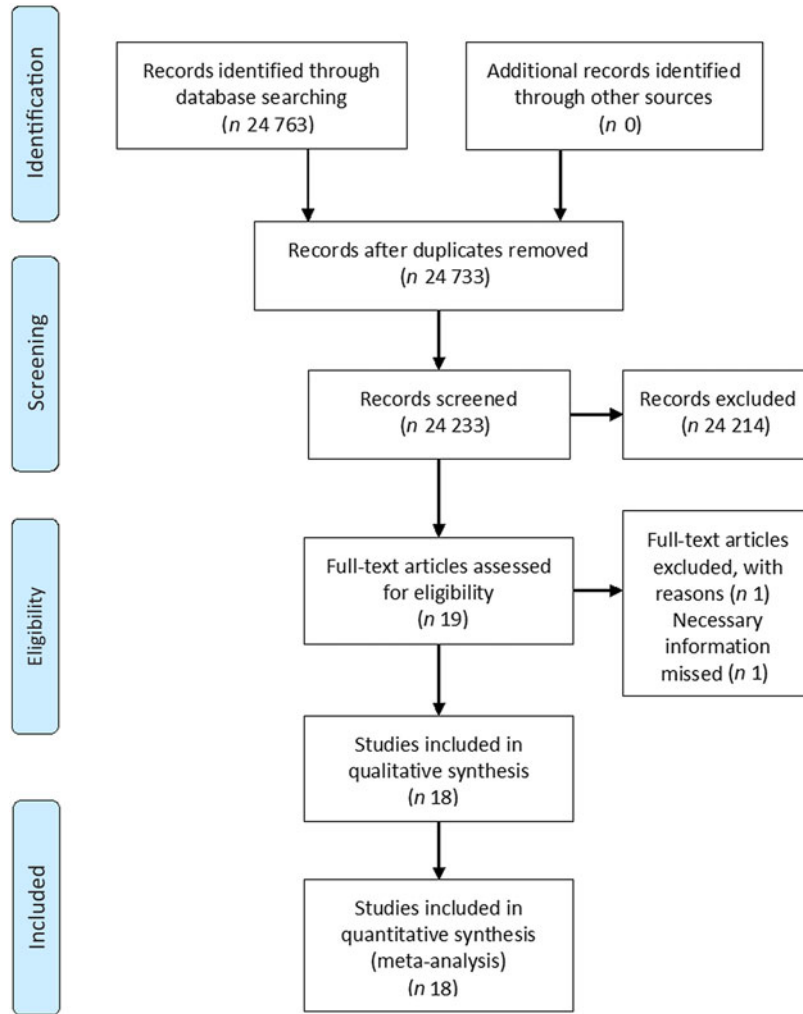 Identification
Records identified through
database searching
(n 24 763)
Additional records identified
through other sources
(n 0)
Records after duplicates removed
(n 24 733)
Screening
Records screened
(n 24 233)
Records excluded
(n 24 214)
Eligibility
Full-text articles assessed
for eligibility
(n 19)
Full-text articles
excluded, with
reasons (n 1)
Necessary
information
missed (n 1)
Studies included in
qualitative synthesis
(n 18)
Included
Studies included in
quantitative synthesis
(meta-analysis)
(n 18)